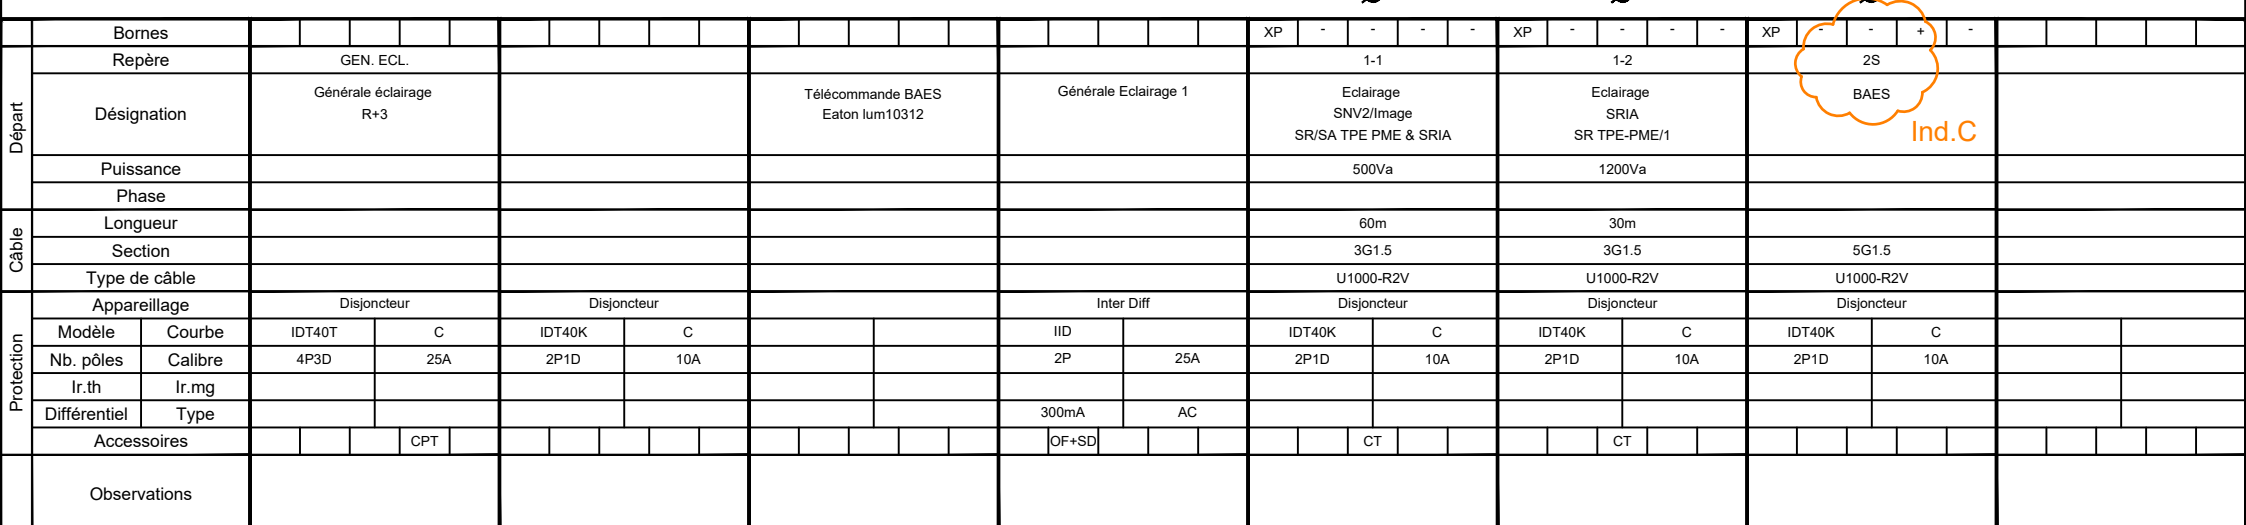 Bornes XP - - - - XP - - - - XP - - + -
Départ
Repère GEN. ECL. 1-1 1-2 2S
Désignation
Générale éclairage
R+3
Télécommande BAES
Eaton lum10312
Générale Eclairage 1
Eclairage
SNV2/Image
SR/SA TPE PME & SRIA
Eclairage
SRIA
SR TPE-PME/1
BAES
Ind.C
Puissance 500Va 1200Va
Phase
Câble
Longueur 60m 30m
Section 3G1.5 3G1.5 5G1.5
Type de câble U1000-R2V U1000-R2V U1000-R2V
Protection
Appareillage Disjoncteur Disjoncteur Inter Diff Disjoncteur Disjoncteur Disjoncteur
Modèle Courbe IDT40T C IDT40K C IID IDT40K C IDT40K C IDT40K C
Nb. pôles Calibre 4P3D 25A 2P1D 10A 2P 25A 2P1D 10A 2P1D 10A 2P1D 10A
Ir.th Ir.mg
Différentiel Type 300mA AC
Accessoires CPT OF+SD CT CT
Observations